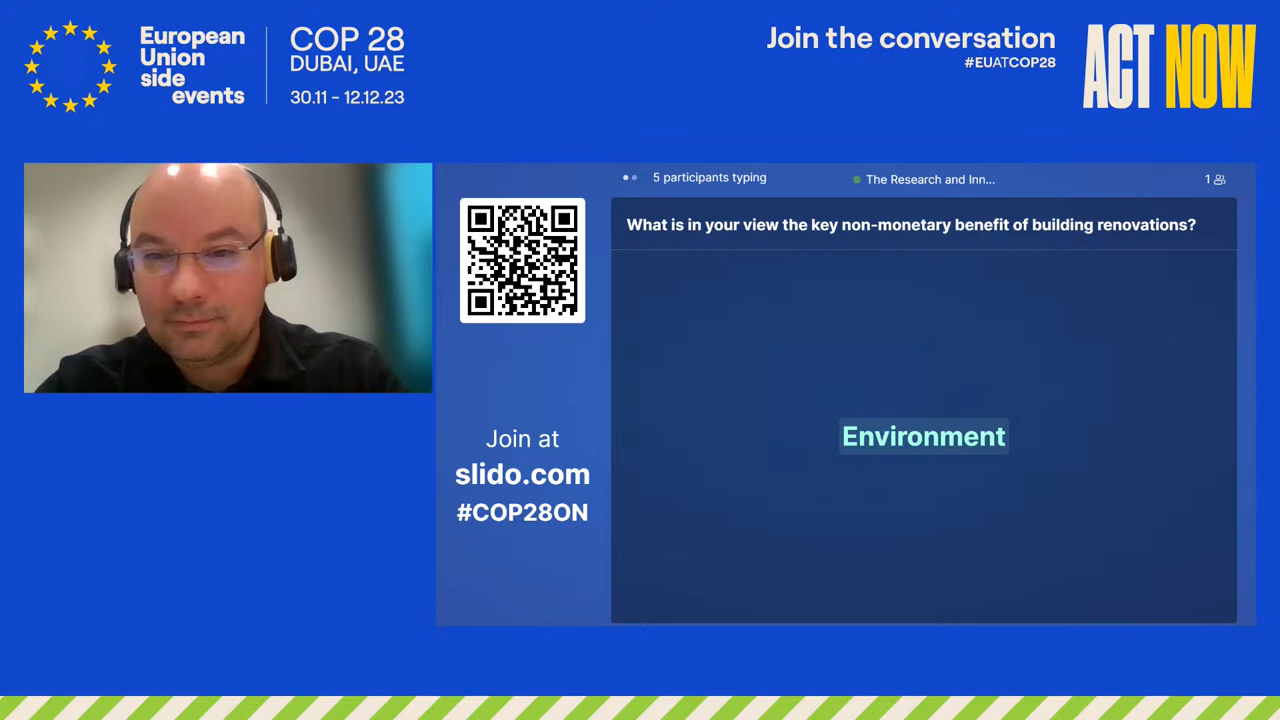 European
Union
side
events
COP 28
DUBAI, UAE
30.11 – 12.12.23
Join the conversation
#EUATCOP28
ACT NOW
5 participants typing
The Research and Inn...
1
What is in your view the key non-monetary benefit of building renovations?
Environment
Join at
slido.com
#COP28ON